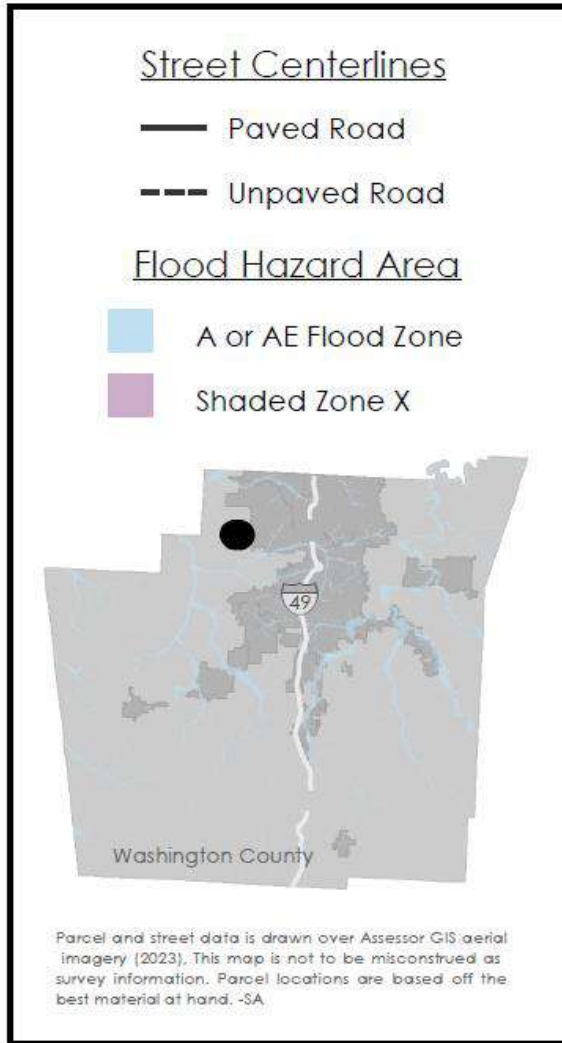 Street Centerlines
Paved Road
Unpaved Road
Flood Hazard Area
A or AE Flood Zone
Shaded Zone X
49
Washington County
Parcel and street data is drawn over Assessor GIS aerial
imagery (2023). This map is not to be misconstrued as
survey information. Parcel locations are based off the
best material at hand. -SA